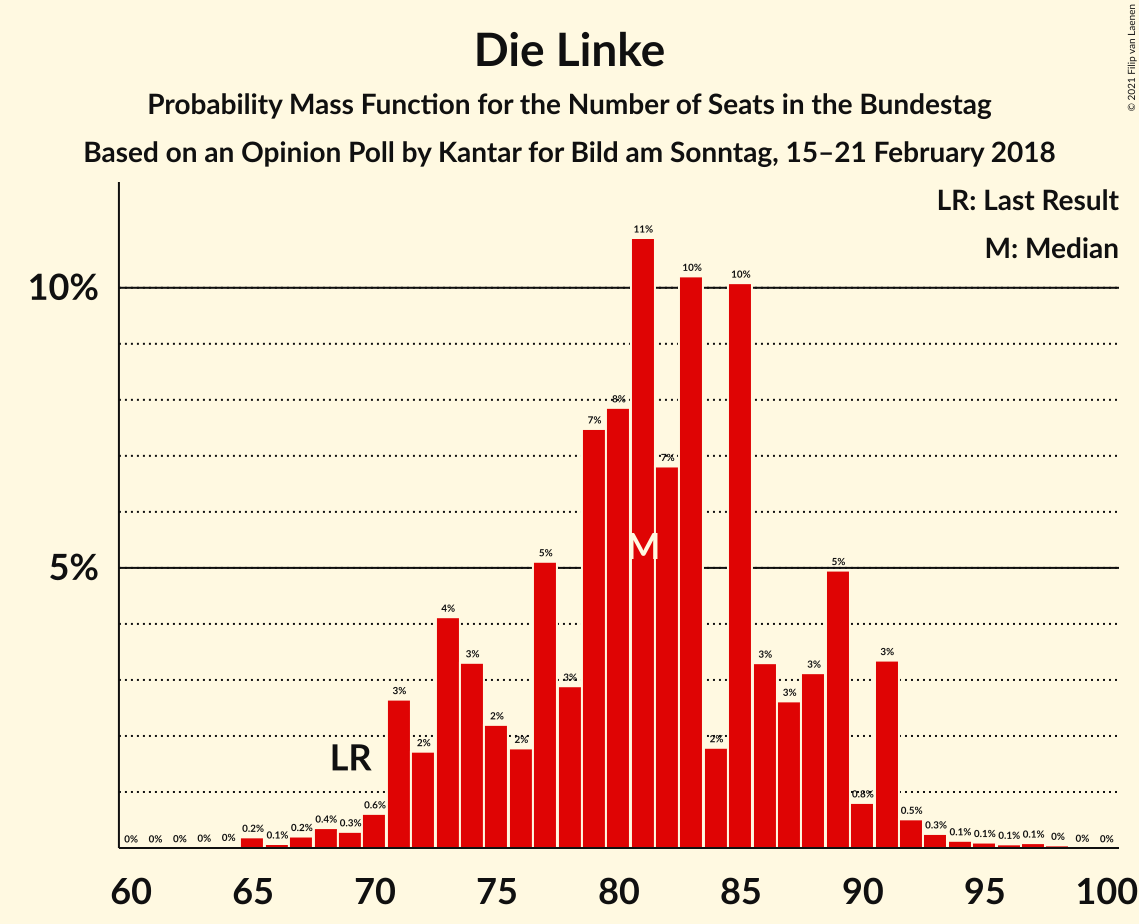 © 2021 Filip van Laenen
Die Linke
Probability Mass Function for the Number of Seats in the Bundestag
Based on an Opinion Poll by Kantar for Bild am Sonntag, 15–21 February 2018
LR: Last Result
M: Median
10%
5%
LR
M
0% 0% 0% 0% 0% 0.2% 0.1% 0.2% 0.4% 0.3% 0.6% 3% 2% 4% 3% 2% 2% 5% 3% 7% 8% 11% 7% 10% 2% 10% 3% 3% 3% 5% 0.8% 3% 0.5% 0.3% 0.1% 0.1% 0.1% 0.1% 0% 0% 0%
60 65 70 75 80 85 90 95 100